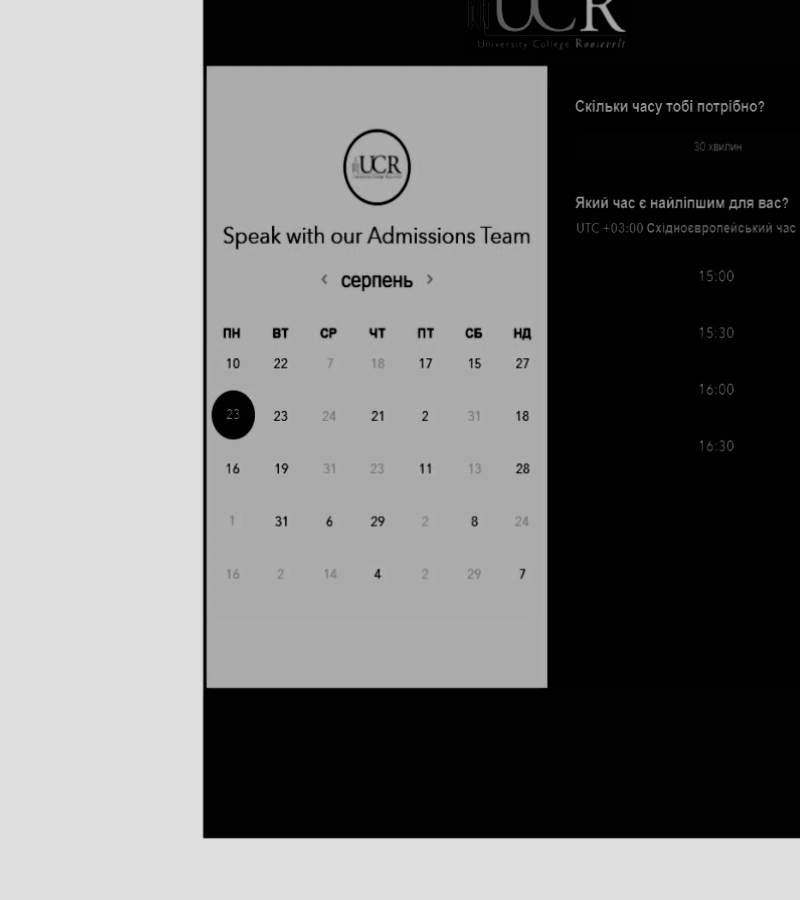 UCR
University College Roosevelt
UCR
Speak with our Admissions Team
< серпень >
ПН ВТ СР ЧТ ПТ СБ НД
10 22 7 18 17 15 27
23 23 24 21 2 31 18
16 19 31 23 11 13 28
1 31 6 29 2 8 24
16 2 14 4 2 29 7
Скільки часу тобі потрібно?
30 хвилин
Який час є найліпшим для вас?
UTC +03:00 Східноєвропейський час
15:00
15:30
16:00
16:30